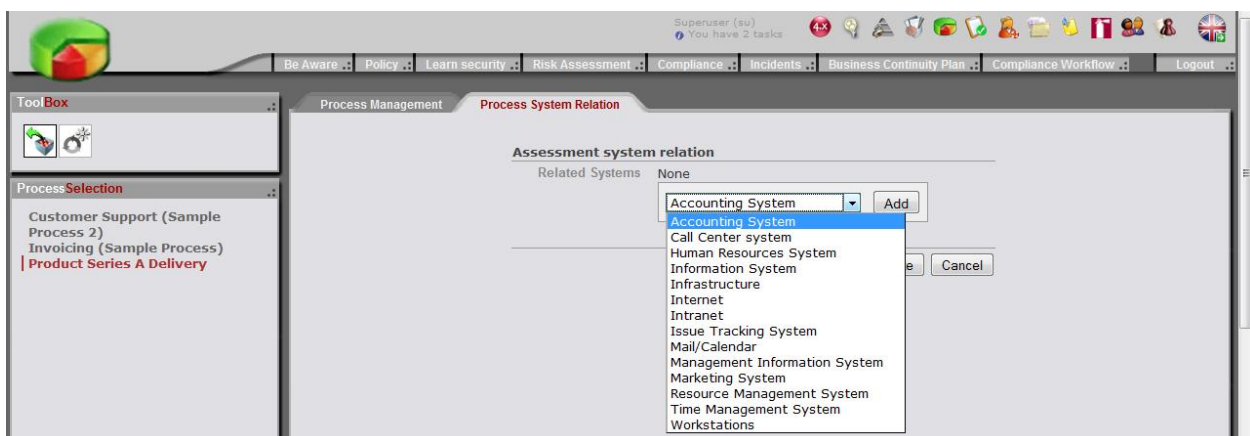 Superuser (su)
You have 2 tasks
4x
Be Aware .: Policy .: Learn security .: Risk Assessment .: Compliance .: Incidents .: Business Continuity Plan .: Compliance Workflow .: Logout .:
ToolBox .:
Process Management Process System Relation
Assessment system relation
Related Systems None
Accounting System Add
ProcessSelection .:
Customer Support (Sample
Process 2)
Invoicing (Sample Process)
Product Series A Delivery
Accounting System
Call Center system
Human Resources System
Information System
Infrastructure
Internet
Intranet
Issue Tracking System
Mail/Calendar
Management Information System
Marketing System
Resource Management System
Time Management System
Workstations
e Cancel